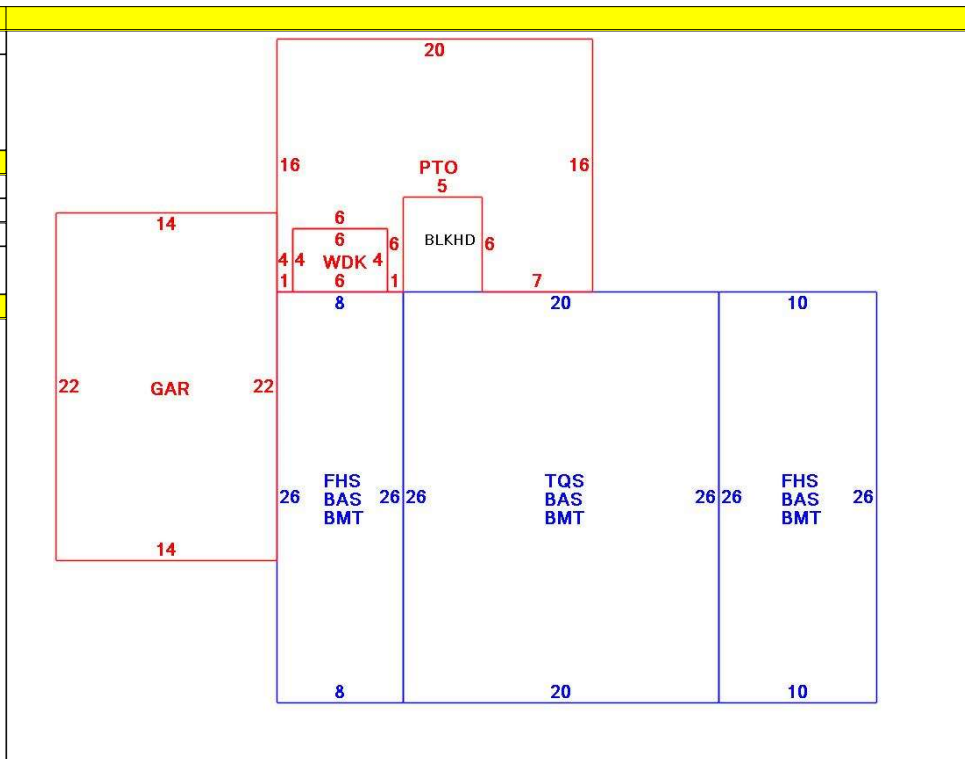 20
16 PTO 16
5
14
6
6 6 BLKHD 6
4 4 WDK 4
1 6 1 7
8 20 10
22 GAR 22
FHS TQS FHS
26 BAS 26 26 BAS 26 26 BAS 26
BMT BMT BMT
14
8 20 10